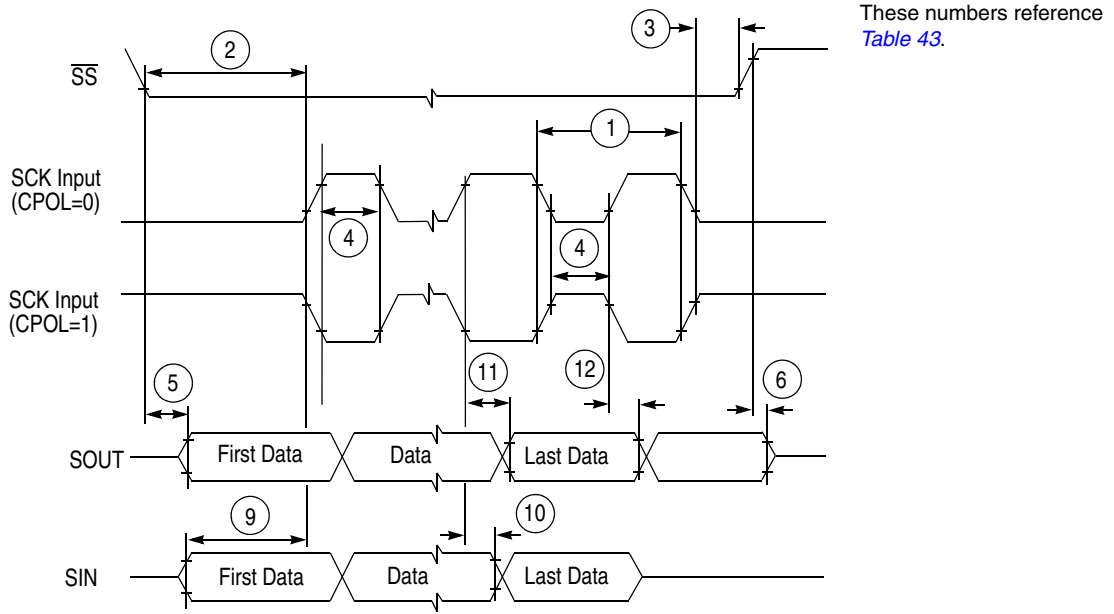 These numbers reference
Table 43.
3
2
SS
1
SCK Input
(CPOL=0)
4
4
SCK Input
(CPOL=1)
5
11
12
6
SOUT
First Data
Data
Last Data
9
10
SIN
First Data
Data
Last Data